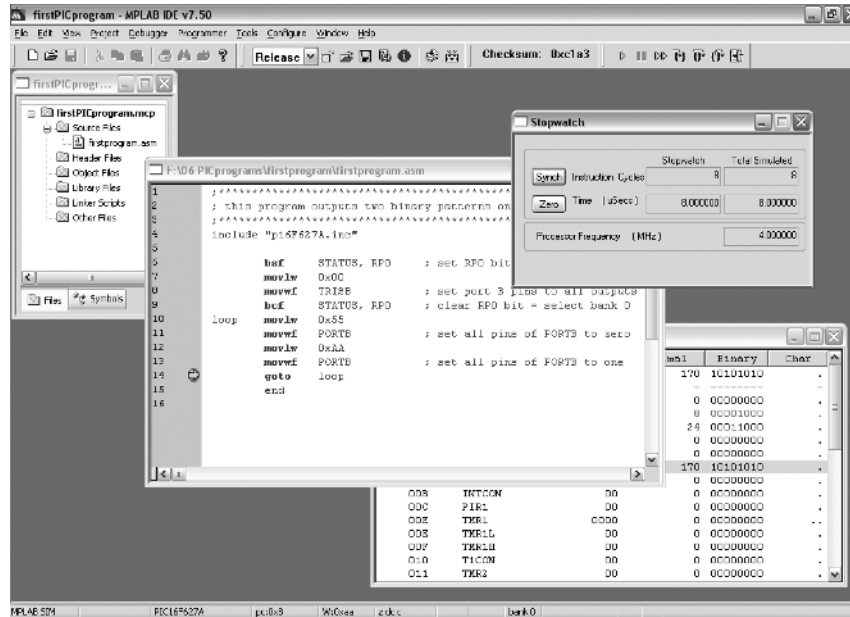 firstPICprogram - MPLAB IDE v7.50
File Edit View Project Debugger Programmer Tools Configure Window Help
Release Checksum: 0xc1a3
firstPICprogr...
firstPICprogram.mcp
Source Files
firstprogram.asm
Header Files
Object Files
Library Files
Linker Scripts
Other Files
Files Symbols
F:\06 PICprograms\firstprogram\firstprogram.asm
1 ;*****************************************
2 ; this program outputs two binary patterns on
3 ;*****************************************
4 include "p16F627A.inc"
5
6 bsf STATUS, RP0 ; set RP0 bit
7 movlw 0x00
8 movwf TRISB ; set port B pins to all outputs
9 bcf STATUS, RP0 ; clear RP0 bit = select bank 0
10 loop movlw 0x55
11 movwf PORTB ; set all pins of PORTB to zero
12 movlw 0xAA
13 movwf PORTB ; set all pins of PORTB to one
14 goto loop
15 end
16
Stopwatch
Stopwatch Total Simulated
Synch Instruction Cycles 8 8
Zero Time (uSecs) 8.000000 8.000000
Processor Frequency (MHz) 4.000000
Binary Char
170 10101010 .
0 00000000 .
8 00001000 .
24 00011000 .
0 00000000 .
0 00000000 .
170 10101010 .
0 00000000 .
00B INTCON 00 0 00000000 .
00C PIR1 00 0 00000000 .
00E TMR1 0000 0 00000000 ..
00E TMR1L 00 0 00000000 .
00F TMR1H 00 0 00000000 .
010 T1CON 00 0 00000000 .
011 TMR2 00 0 00000000 .
MPLAB SIM PIC16F627A pc:0x8 W:0xaa z dc c bank 0